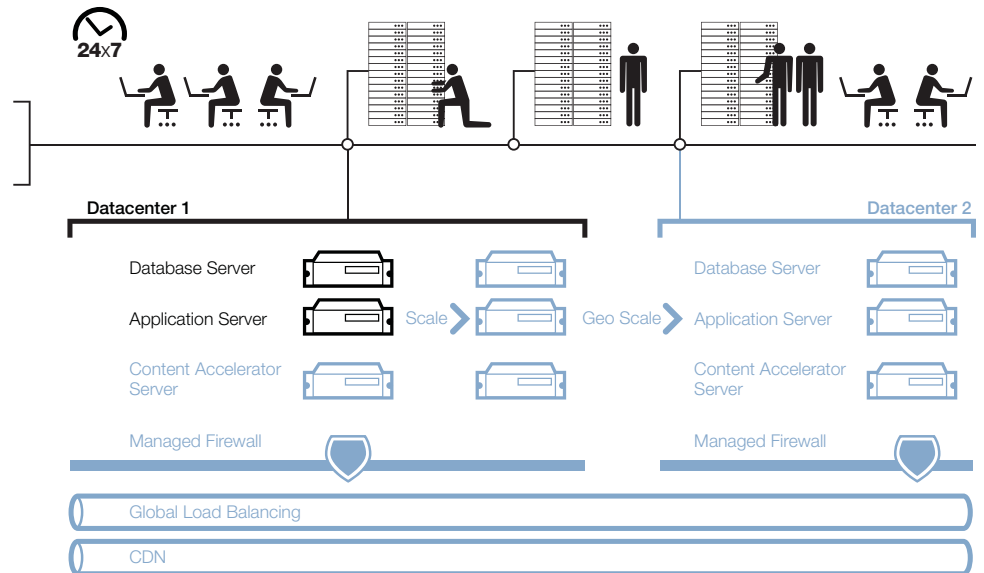 24x7
Datacenter 1
Datacenter 2
Database Server
Database Server
Application Server
Scale
Geo Scale
Application Server
Content Accelerator
Server
Content Accelerator
Server
Managed Firewall
Managed Firewall
Global Load Balancing
CDN